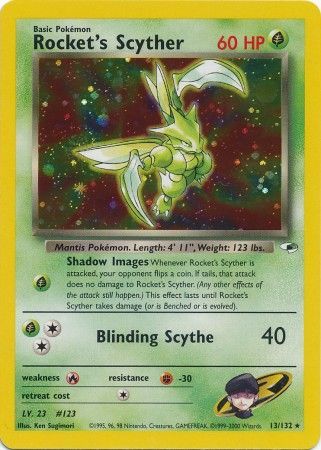 Basic Pokémon
Rocket's Scyther 60 HP
Mantis Pokémon. Length: 4' 11", Weight: 123 lbs.
Shadow Images Whenever Rocket's Scyther is
attacked, your opponent flips a coin. If tails, that attack
does no damage to Rocket's Scyther. (Any other effects of
the attack still happen.) This effect lasts until Rocket's
Scyther takes damage (or is Benched or is evolved).
Blinding Scythe 40
weakness resistance -30
retreat cost
LV. 23 #123
Illus. Ken Sugimori
©1995, 96, 98 Nintendo, Creatures, GAMEFREAK. ©1999-2000 Wizards.
13/132 ★